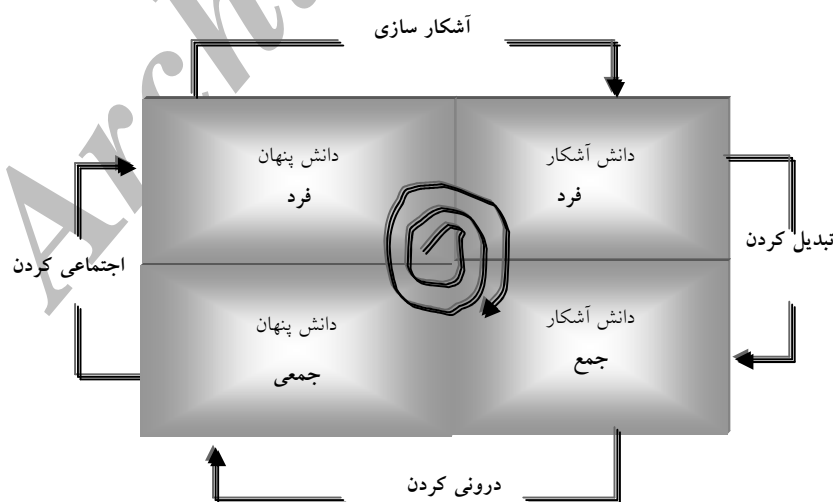 آشکار سازی
دانش آشکار
فرد
دانش پنهان
فرد
تبدیل کردن
اجتماعی کردن
دانش آشکار
جمع
دانش پنهان
جمعی
درونی کردن